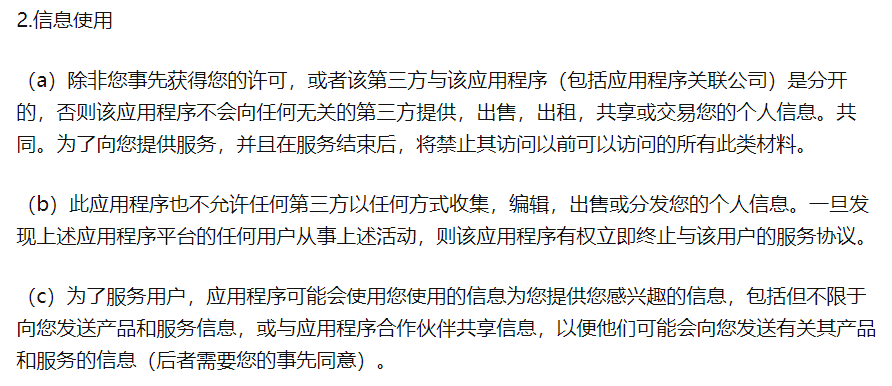 2.信息使用
（a）除非您事先获得您的许可，或者该第三方与该应用程序（包括应用程序关联公司）是分开
的，否则该应用程序不会向任何无关的第三方提供，出售，出租，共享或交易您的个人信息。共
同。为了向您提供服务，并且在服务结束后，将禁止其访问以前可以访问的所有此类材料。
（b）此应用程序也不允许任何第三方以任何方式收集，编辑，出售或分发您的个人信息。一旦发
现上述应用程序平台的任何用户从事上述活动，则该应用程序有权立即终止与该用户的服务协议。
（c）为了服务用户，应用程序可能会使用您使用的信息为您提供您感兴趣的信息，包括但不限于
向您发送产品和服务信息，或与应用程序合作伙伴共享信息，以便他们可能会向您发送有关其产品
和服务的信息（后者需要您的事先同意）。